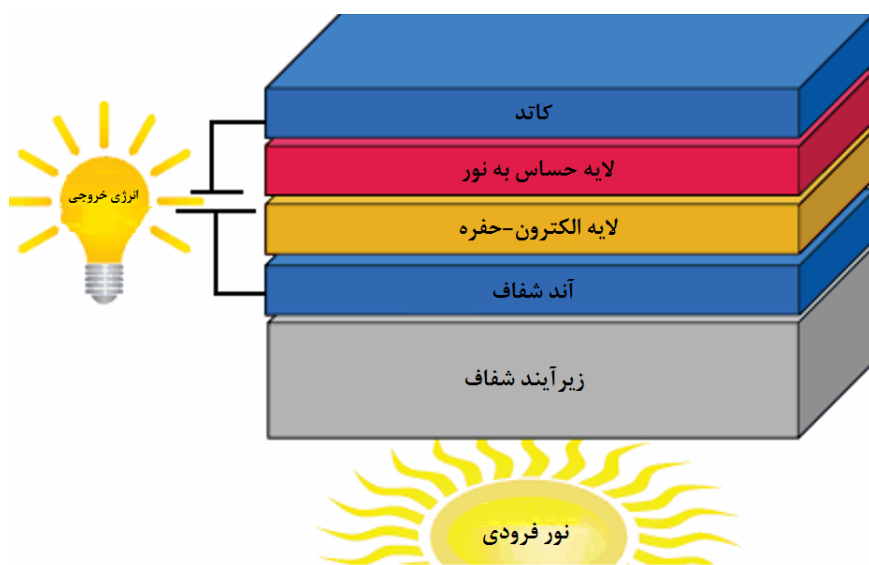 کاتد
لایه حساس به نور
انرژی خروجی
لایه الکترون-حفره
آند شفاف
زیرآیند شفاف
نور فرودی